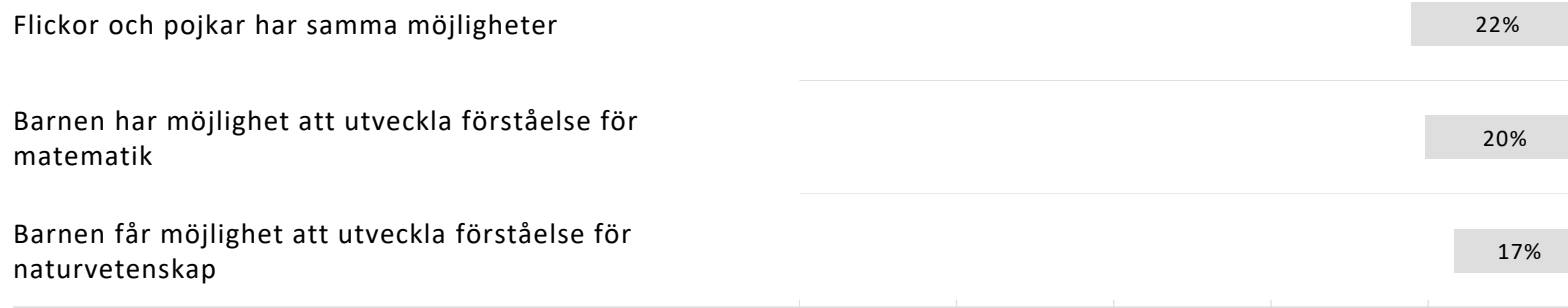 Flickor och pojkar har samma möjligheter
22%
Barnen har möjlighet att utveckla förståelse för
matematik
20%
Barnen får möjlighet att utveckla förståelse för
naturvetenskap
17%